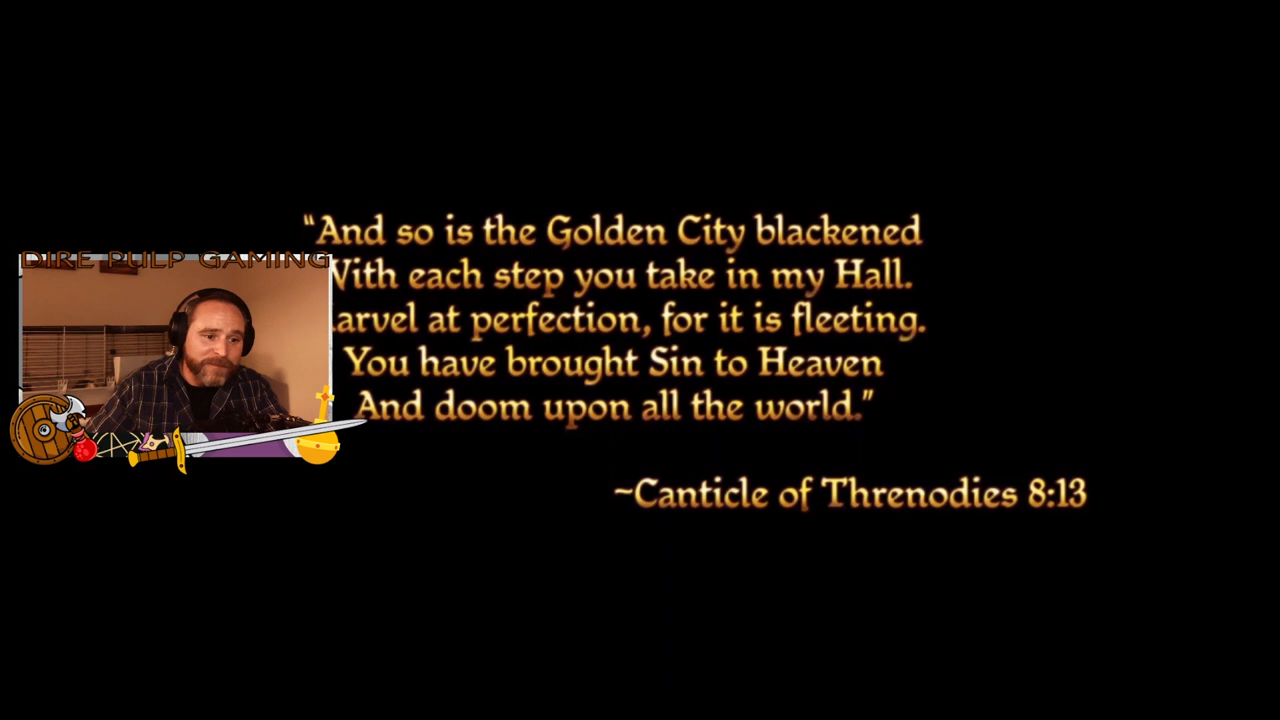 "And so is the Golden City blackened
DIRE PULP GAMING
With each step you take in my Hall.
at perfection, for it is fleeting.
You have brought Sin to Heaven
And doom upon all the world."
~Canticle of Threnodies 8:13